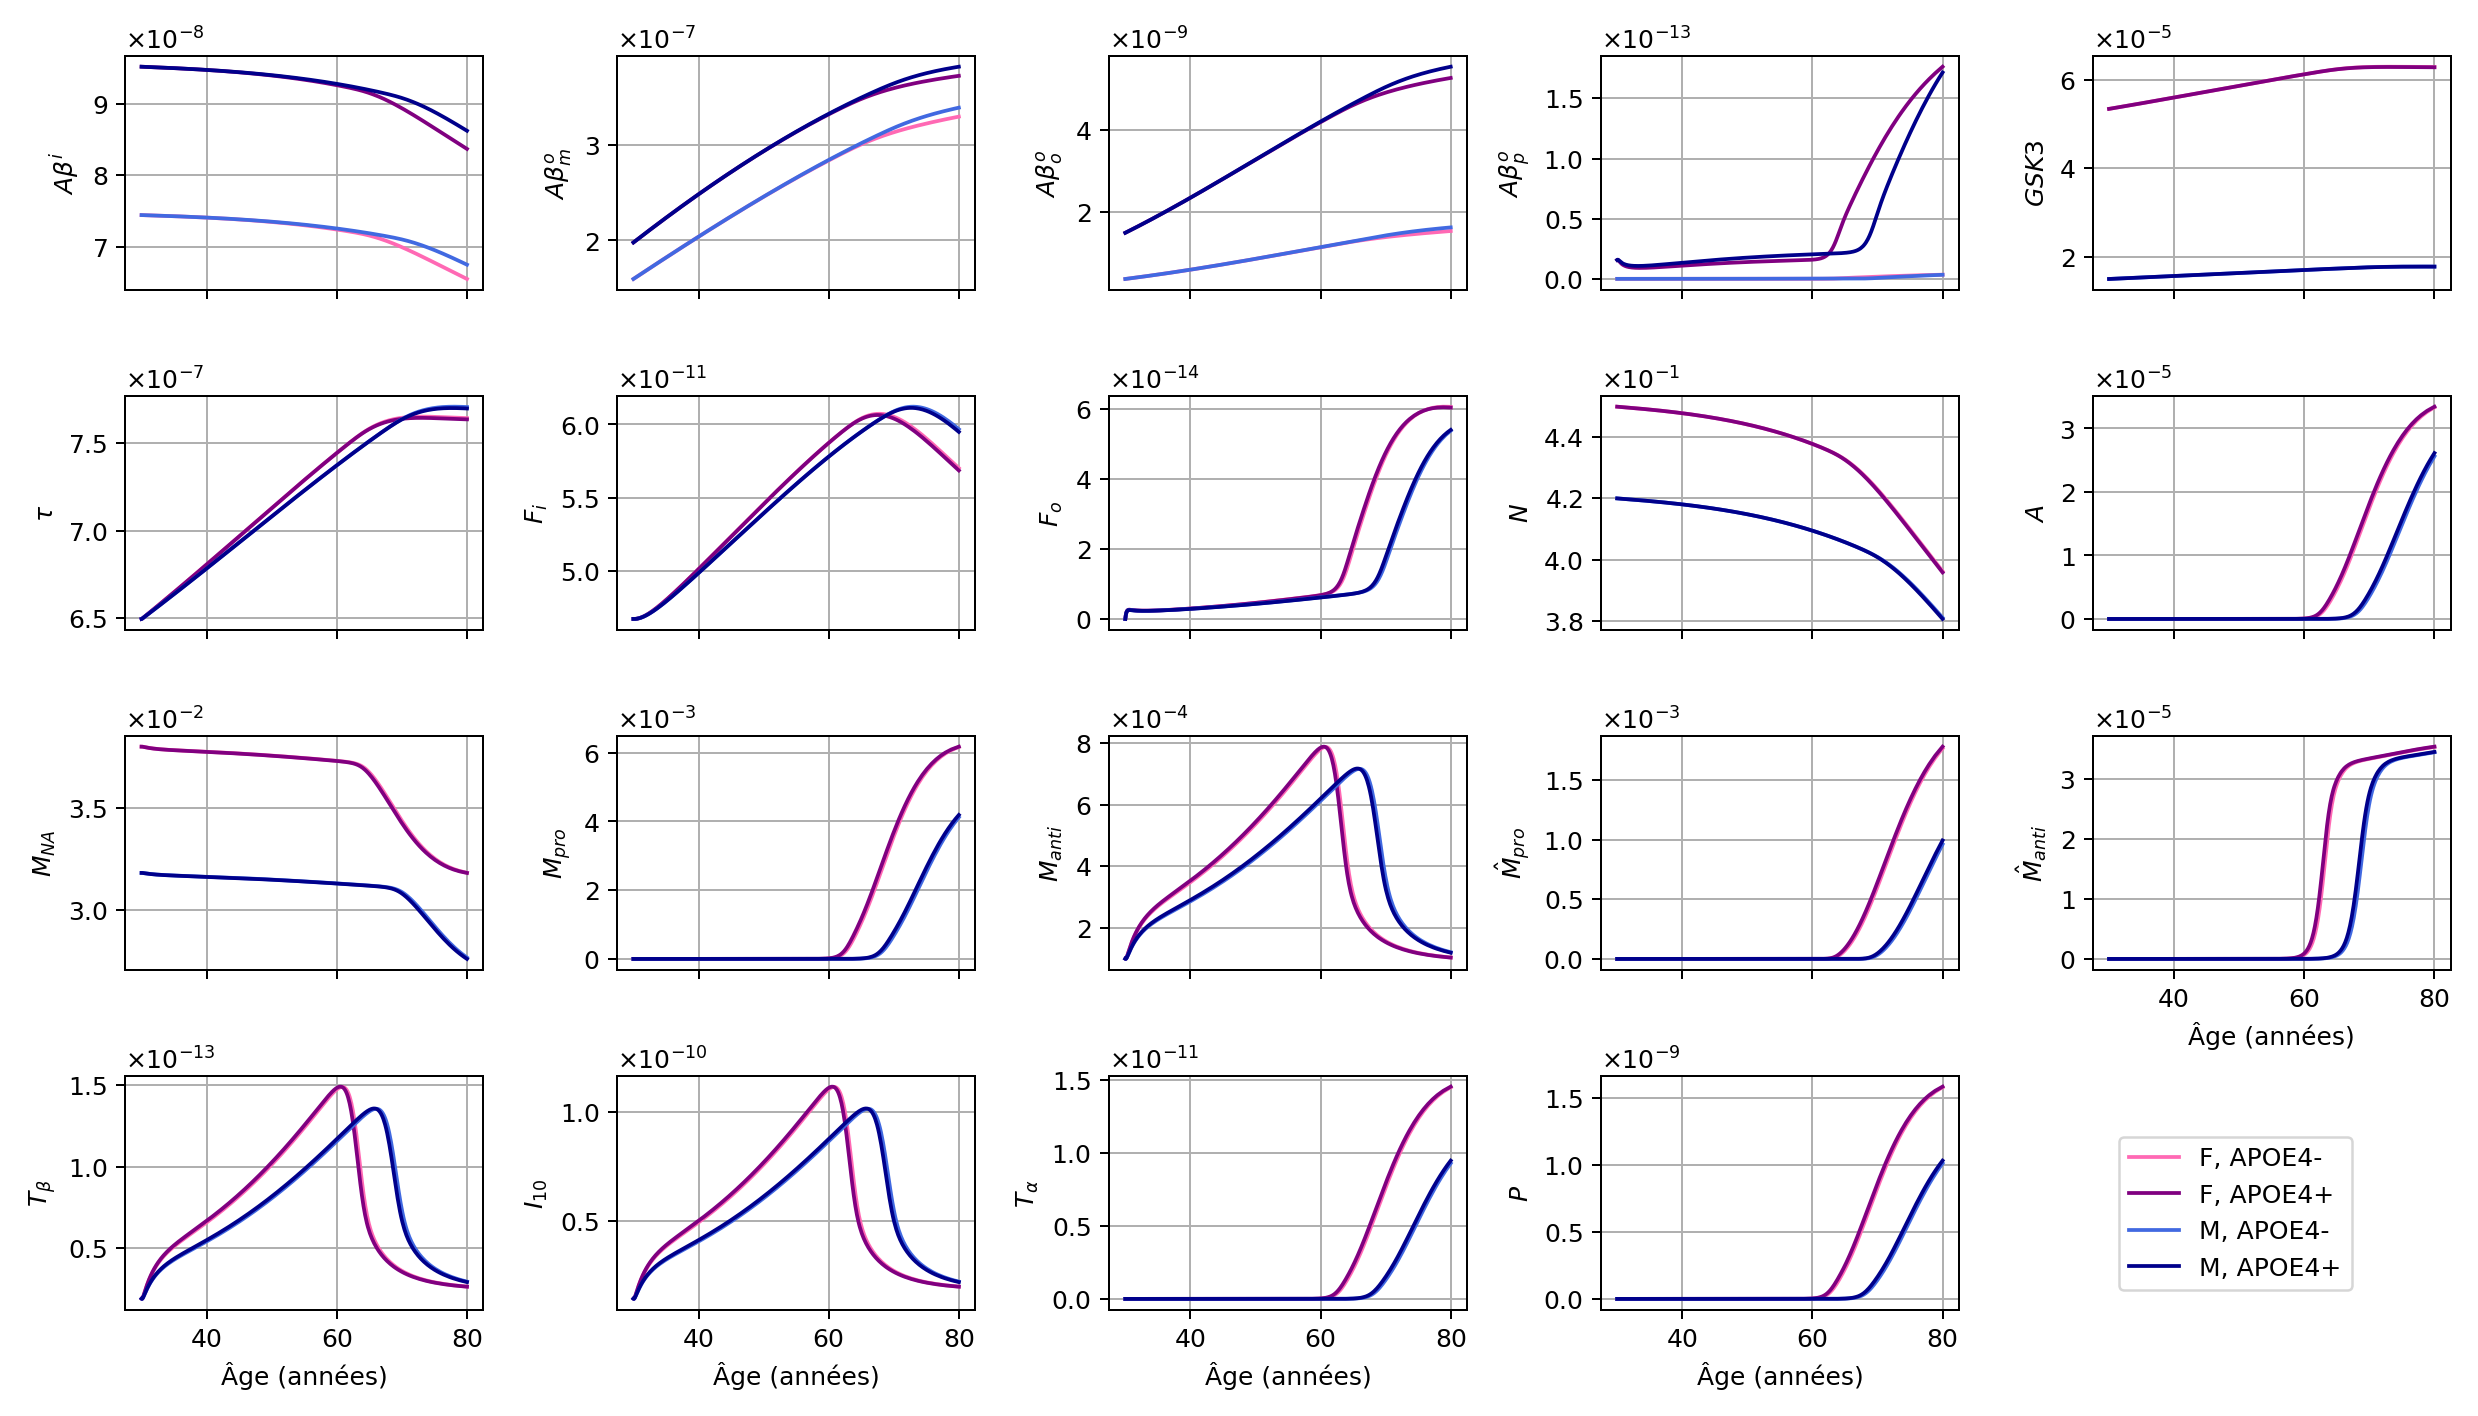 ×10⁻⁸ ×10⁻⁷ ×10⁻⁹ ×10⁻¹³ ×10⁻⁵
Aβⁱ 9 8 7
Aβₘᵒ 3 2
Aβₒᵒ 4 2
Aβₚᵒ 1.5 1.0 0.5 0.0
GSK3 6 4 2
×10⁻⁷ ×10⁻¹¹ ×10⁻¹⁴ ×10⁻¹ ×10⁻⁵
τ 7.5 7.0 6.5
Fᵢ 6.0 5.5 5.0
Fₒ 6 4 2 0
N 4.4 4.2 4.0 3.8
A 3 2 1 0
×10⁻² ×10⁻³ ×10⁻⁴ ×10⁻³ ×10⁻⁵
M_NA 3.5 3.0
M_pro 6 4 2 0
M_anti 8 6 4 2
M̂_pro 1.5 1.0 0.5 0.0
M̂_anti 3 2 1 0
40 60 80
Âge (années)
×10⁻¹³ ×10⁻¹⁰ ×10⁻¹¹ ×10⁻⁹
T_β 1.5 1.0 0.5
I₁₀ 1.0 0.5
T_α 1.5 1.0 0.5 0.0
P 1.5 1.0 0.5 0.0
F, APOE4-
F, APOE4+
M, APOE4-
M, APOE4+
40 60 80 40 60 80 40 60 80 40 60 80
Âge (années) Âge (années) Âge (années) Âge (années)